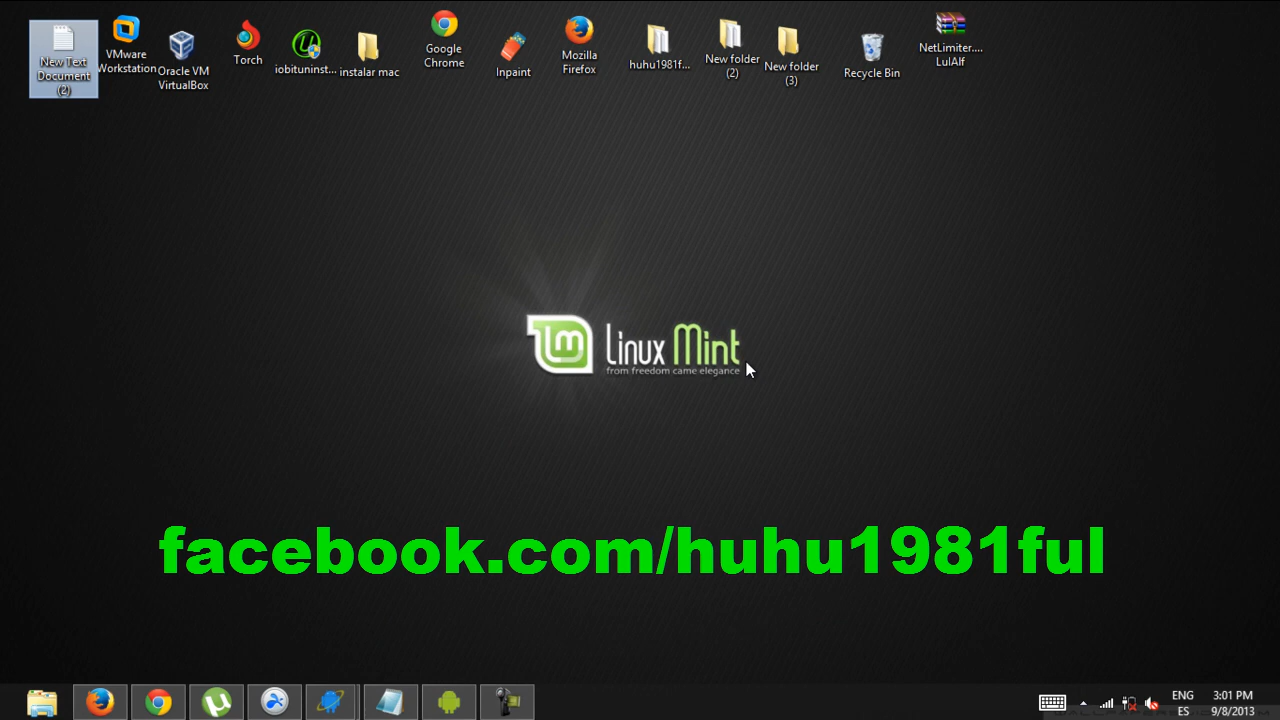 New Text
Document
(2)
VMware
Workstation
Oracle VM
VirtualBox
Torch
iobituninst...
instalar mac
Google
Chrome
Inpaint
Mozilla
Firefox
huhu1981f...
New folder
(2)
New folder
(3)
Recycle Bin
NetLimiter....
LulAlf
Linux Mint
from freedom came elegance
facebook.com/huhu1981ful
ENG
ES
3:01 PM
9/8/2013